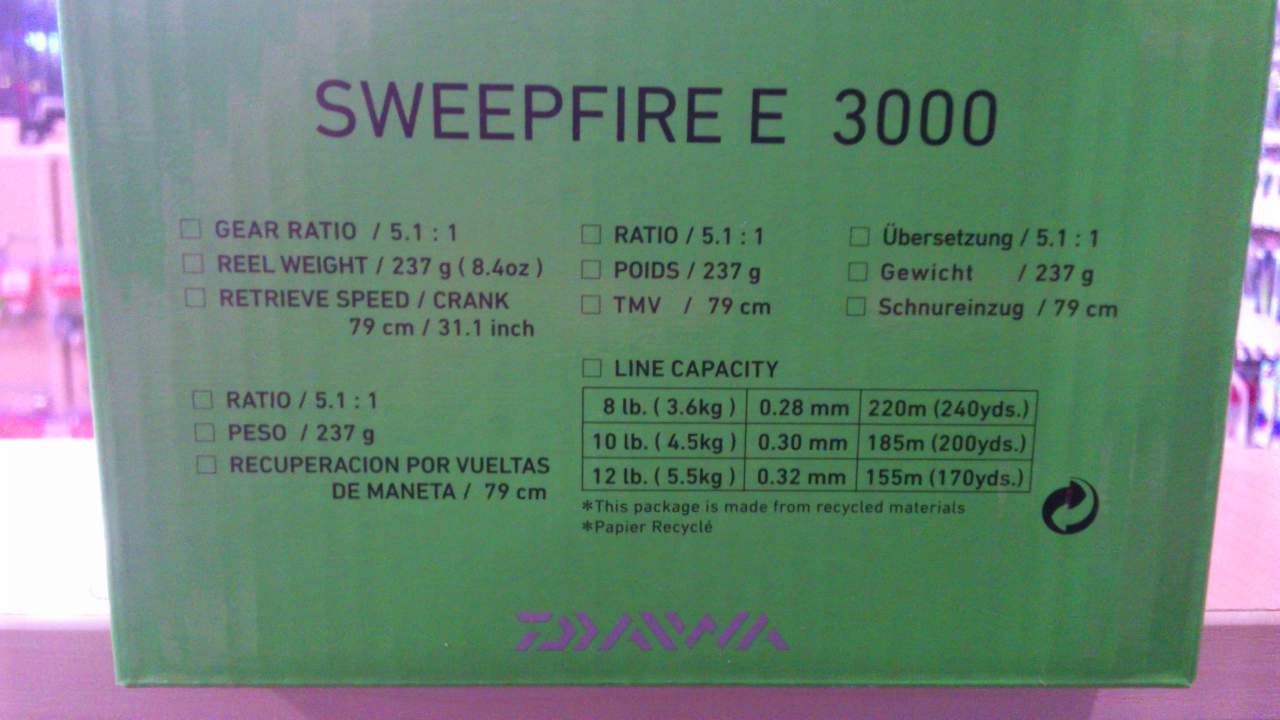 SWEEPFIRE E 3000
GEAR RATIO / 5.1 : 1
REEL WEIGHT / 237 g ( 8.4oz )
RETRIEVE SPEED / CRANK
79 cm / 31.1 inch
RATIO / 5.1 : 1
POIDS / 237 g
TMV / 79 cm
Übersetzung / 5.1 : 1
Gewicht / 237 g
Schnureinzug / 79 cm
RATIO / 5.1 : 1
PESO / 237 g
RECUPERACION POR VUELTAS
DE MANETA / 79 cm
LINE CAPACITY
8 lb. ( 3.6kg ) 0.28 mm 220m (240yds.)
10 lb. ( 4.5kg ) 0.30 mm 185m (200yds.)
12 lb. ( 5.5kg ) 0.32 mm 155m (170yds.)
*This package is made from recycled materials
*Papier Recyclé
DAIWA